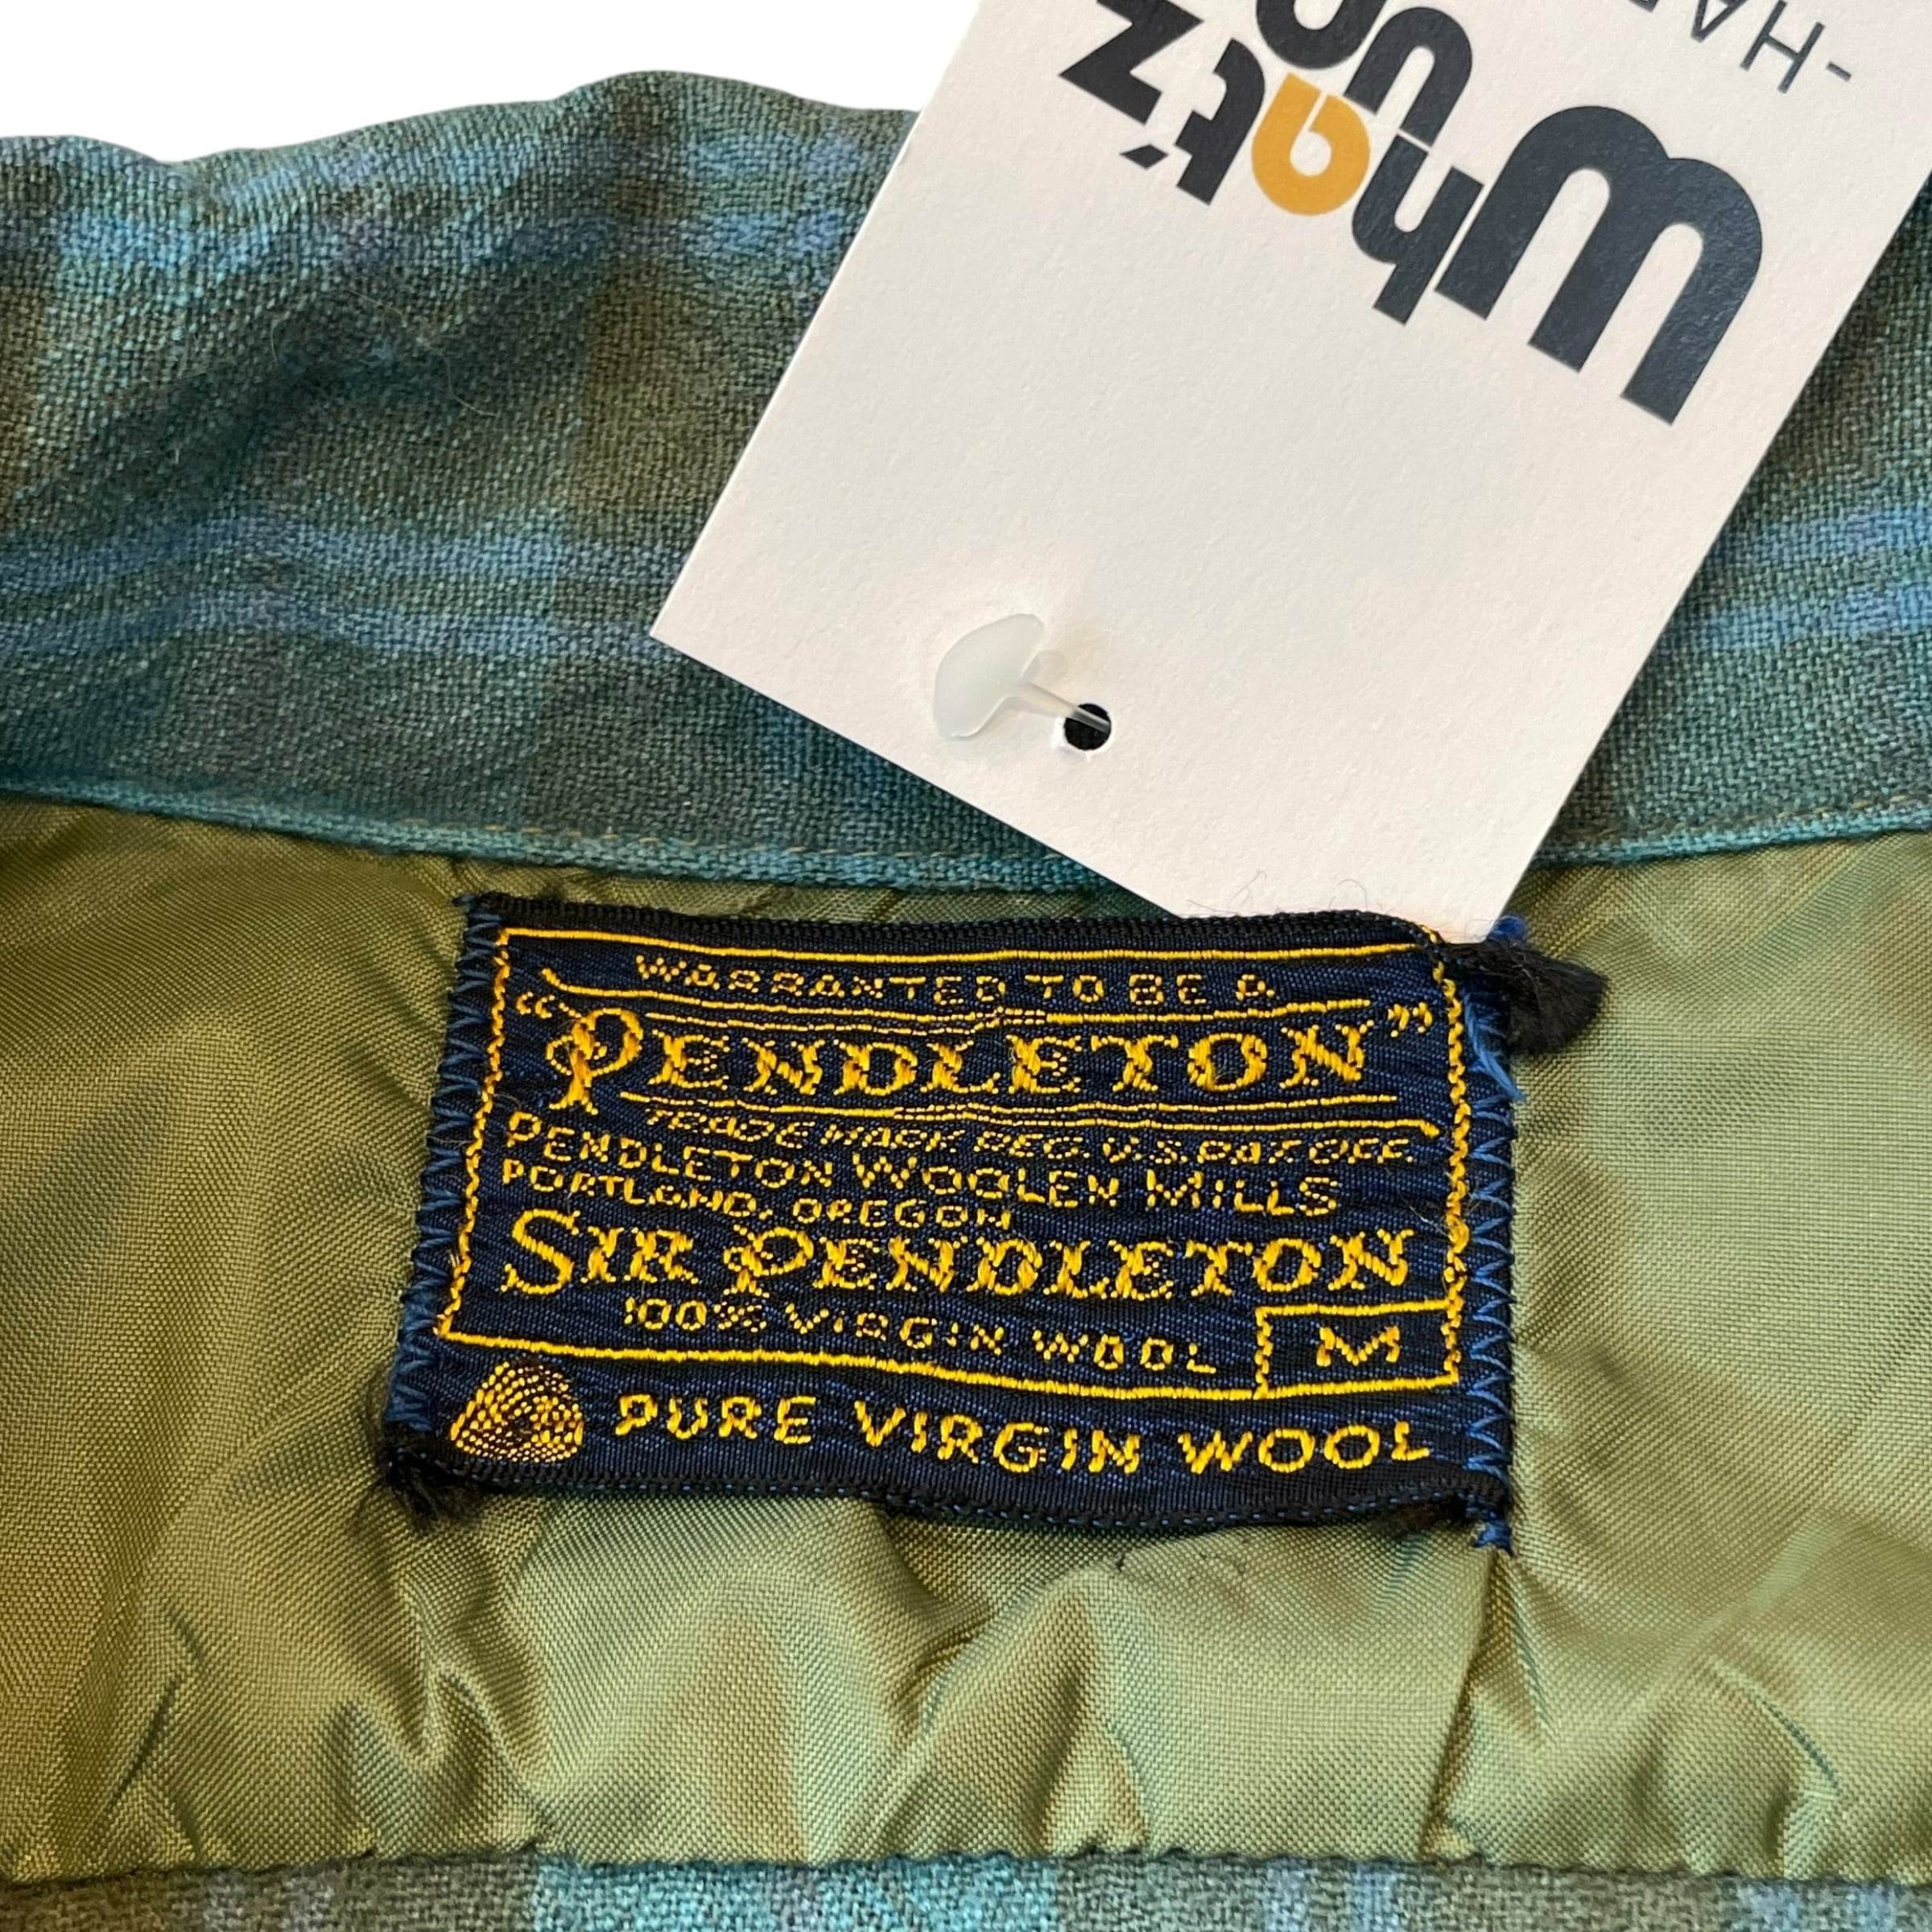 What'z
WARRANTED TO BE A
"PENDLETON"
TRADE MARK REG. U.S. PAT. OFF.
PENDLETON WOOLEN MILLS
PORTLAND, OREGON
SIR PENDLETON
100% VIRGIN WOOL
M
PURE VIRGIN WOOL